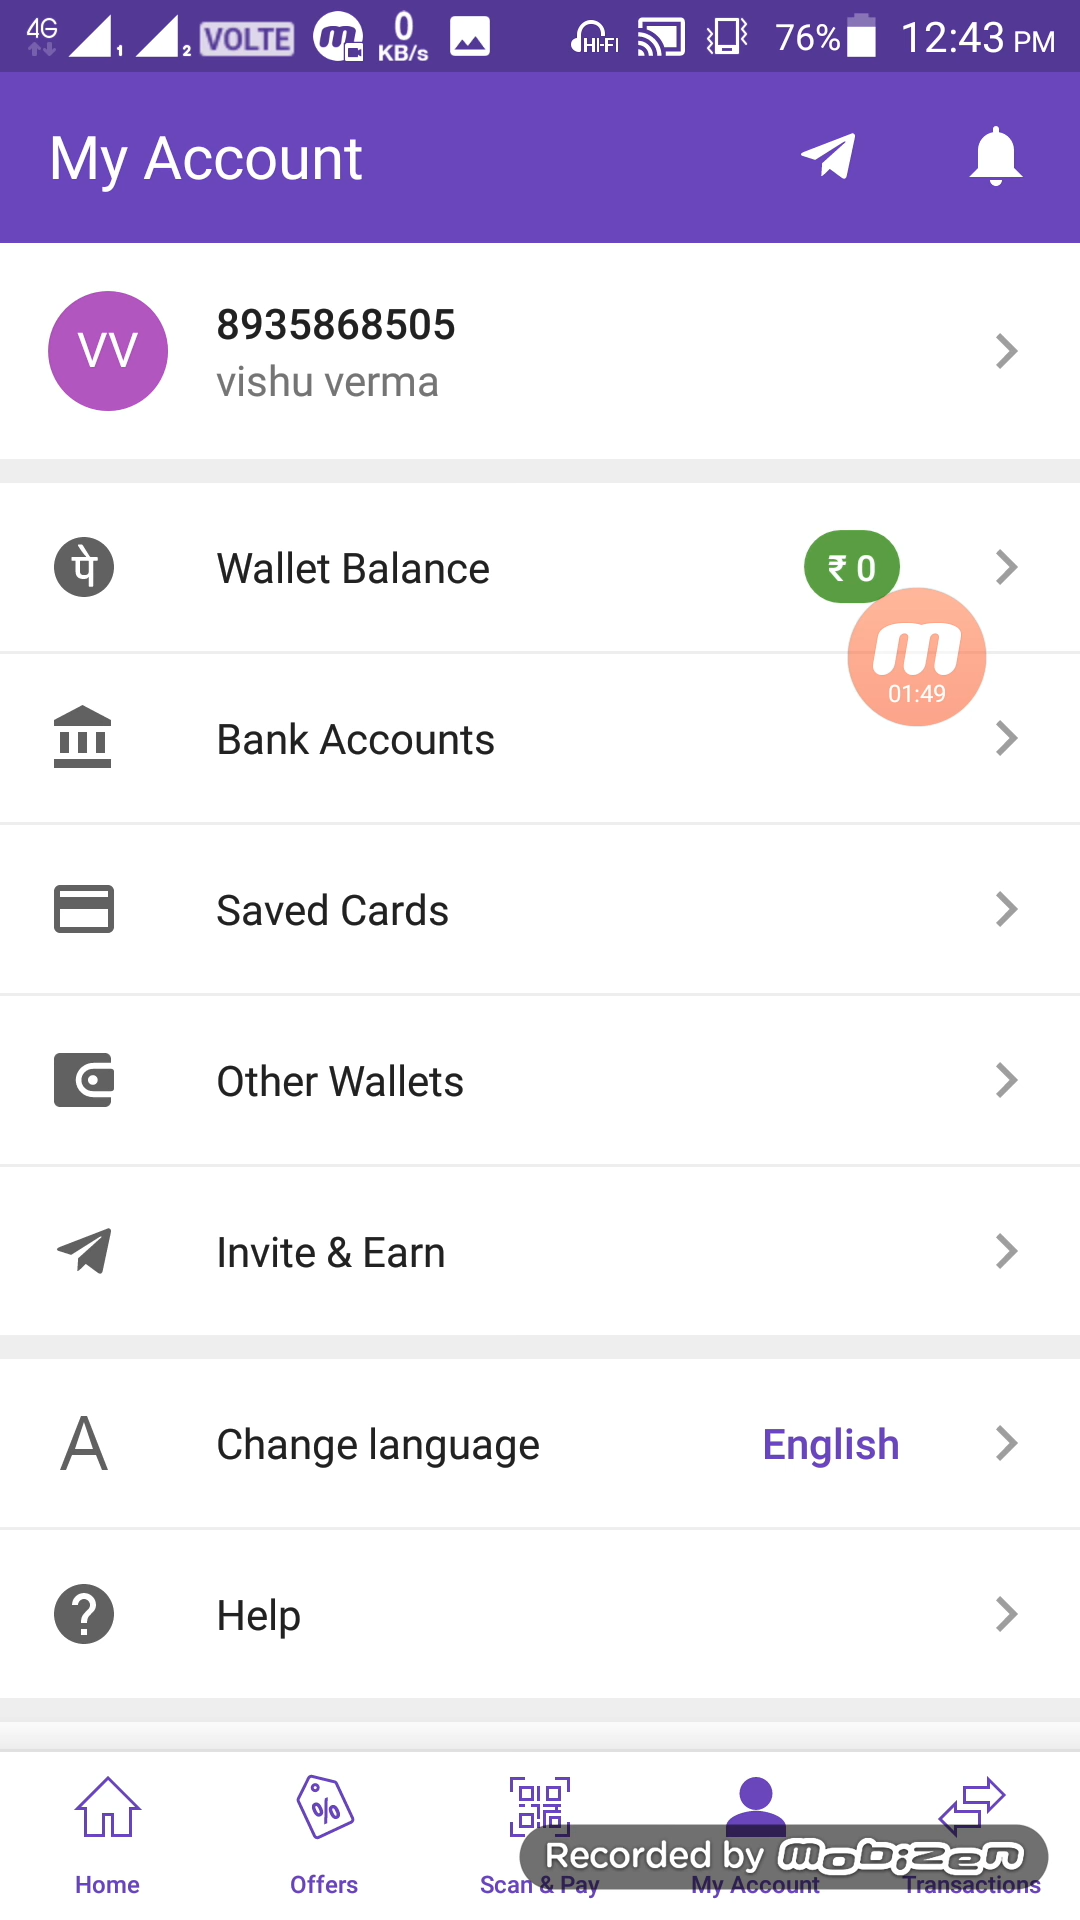 4G 1 2 VOLTE m 0 KB/s HI-FI 76% 12:43 PM
My Account
VV 8935868505
vishu verma
पे Wallet Balance ₹ 0
m
01:49
Bank Accounts
Saved Cards
Other Wallets
Invite & Earn
A Change language English
? Help
%
Recorded by mobizen
Home Offers Scan & Pay My Account Transactions